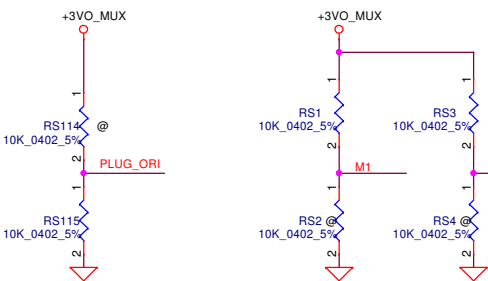 +3VO_MUX
+3VO_MUX
1
1
1
RS114
@
10K_0402_5%
RS1
10K_0402_5%
RS3
10K_0402_5%
2
2
2
PLUG_ORI
M1
1
1
1
RS115
10K_0402_5%
RS2 @
10K_0402_5%
RS4 @
10K_0402_5%
2
2
2